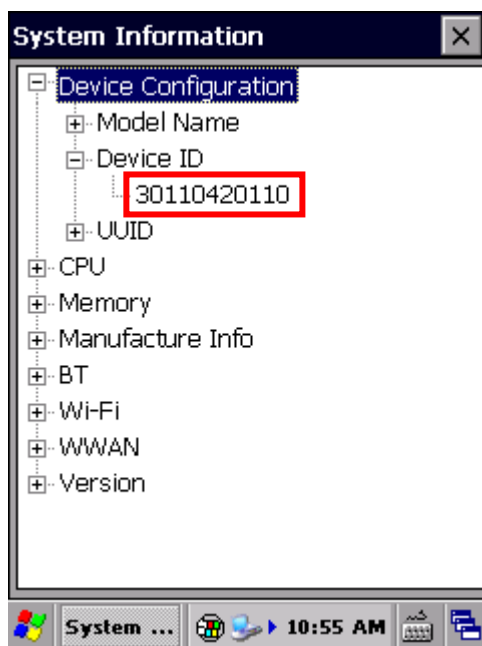 System Information
Device Configuration
Model Name
Device ID
30110420110
UUID
CPU
Memory
Manufacture Info
BT
Wi-Fi
WWAN
Version
System ...
10:55 AM